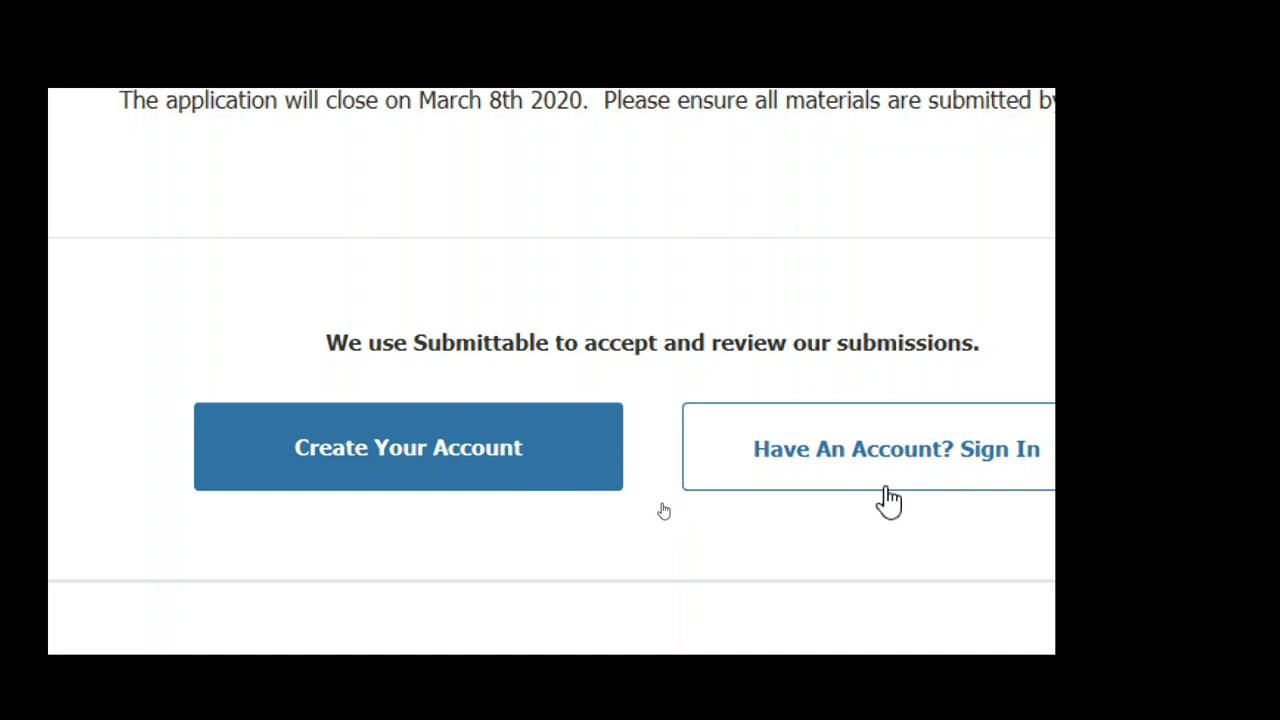 The application will close on March 8th 2020. Please ensure all materials are submitted by
We use Submittable to accept and review our submissions.
Create Your Account
Have An Account? Sign In